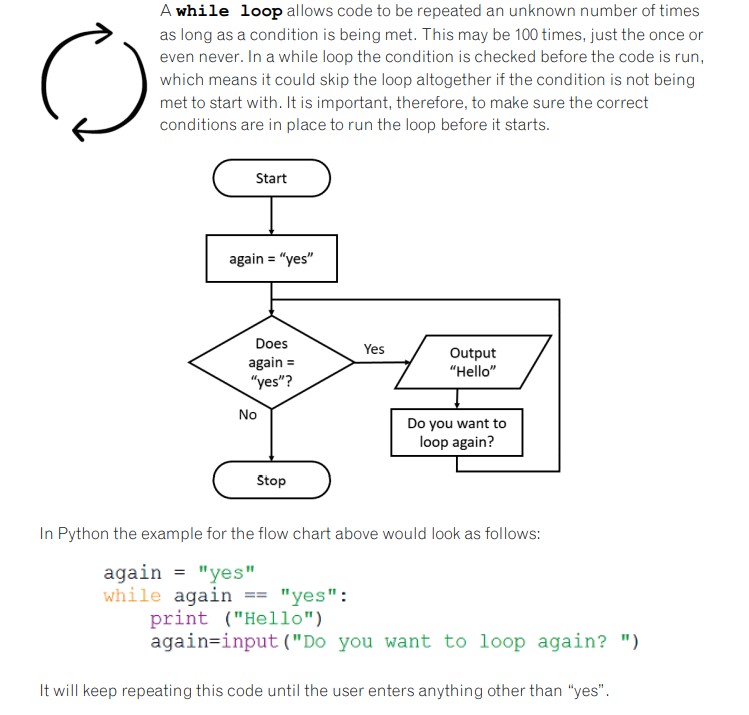 A while loop allows code to be repeated an unknown number of times
as long as a condition is being met. This may be 100 times, just the once or
even never. In a while loop the condition is checked before the code is run,
which means it could skip the loop altogether if the condition is not being
met to start with. It is important, therefore, to make sure the correct
conditions are in place to run the loop before it starts.
Start
again = “yes”
Does
again =
“yes”?
Yes
Output
“Hello”
No
Do you want to
loop again?
Stop
In Python the example for the flow chart above would look as follows:
again = "yes"
while again == "yes":
    print ("Hello")
    again=input("Do you want to loop again? ")
It will keep repeating this code until the user enters anything other than “yes”.